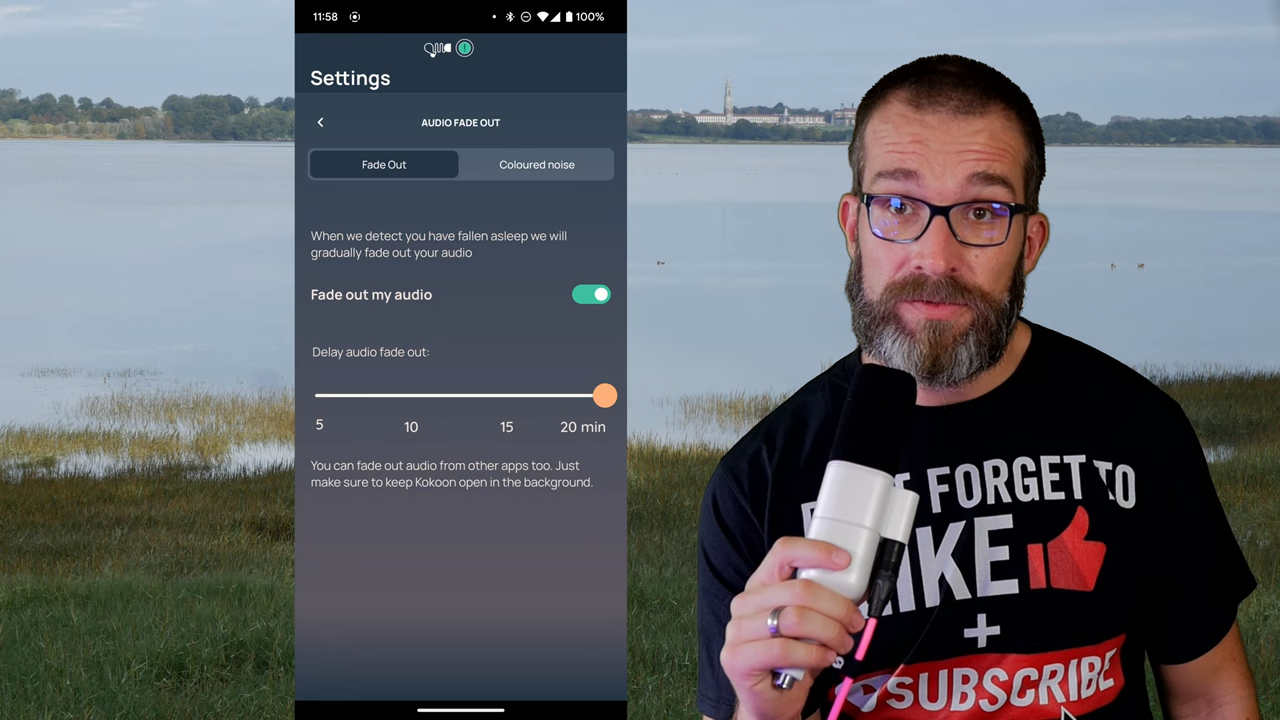 11:58
100%
Settings
AUDIO FADE OUT
Fade Out
Coloured noise
When we detect you have fallen asleep we will
gradually fade out your audio
Fade out my audio
Delay audio fade out:
5 10 15 20 min
You can fade out audio from other apps too. Just
make sure to keep Kokoon open in the background.
FORGET TO
IKE
+
SUBSCRIBE